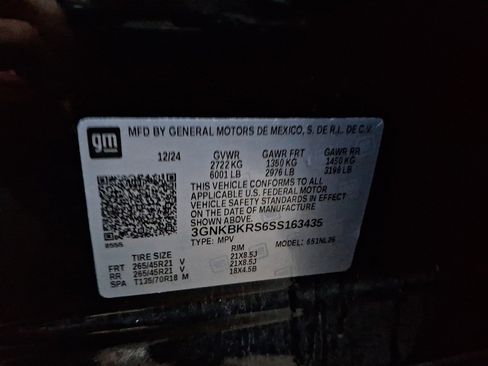 gm
MFD BY GENERAL MOTORS DE MEXICO, S. DE R.L. DE C.V.
12/24 GVWR GAWR FRT GAWR RR
2722 KG 1350 KG 1450 KG
6001 LB 2976 LB 3196 LB
THIS VEHICLE CONFORMS TO ALL
APPLICABLE U.S. FEDERAL MOTOR
VEHICLE SAFETY STANDARDS IN EFFECT
ON THE DATE OF MANUFACTURE SHOWN ABOVE.
3GNKBKRS6SS163435
TYPE: MPV MODEL:
TIRE SIZE RIM
FRT 265/45R21 V 21X8.5J
RR 265/45R21 V 21X8.5J
SPA T135/70R18 M 18X4.5B